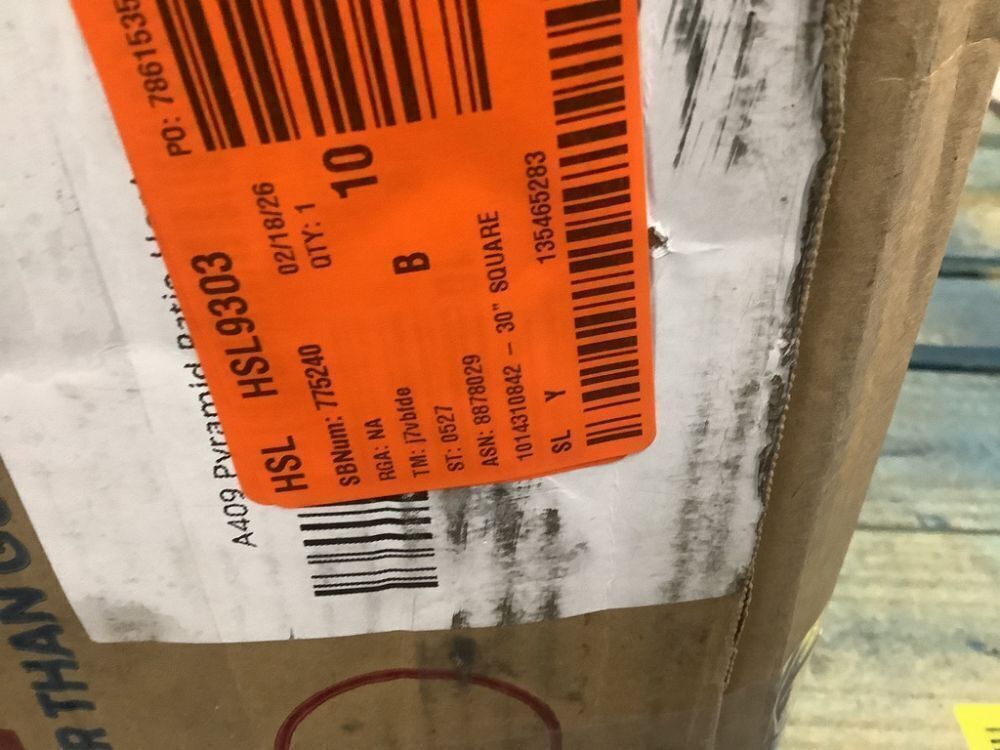 PO: 7861535
HSL HSL9303
SBNum: 775240 02/18/26
RGA: NA QTY: 1
TM: j7vbfde 10
ST: 0527 B
ASN: 8878029
1014310842 – 30" SQUARE
SL Y 135465283
A409 Pyramid Patio
R THAN